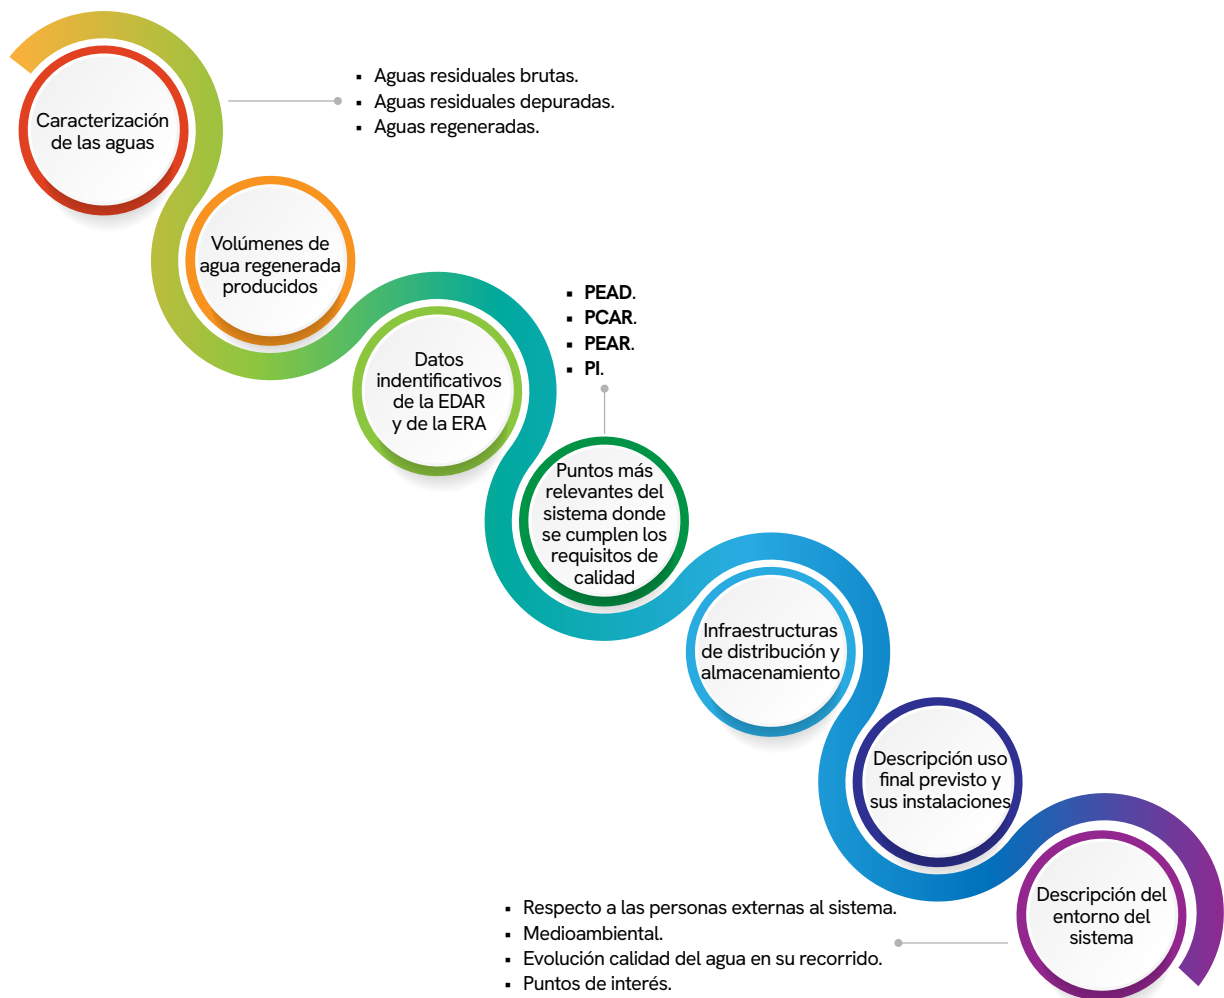 Caracterización
de las aguas
▪ Aguas residuales brutas.
▪ Aguas residuales depuradas.
▪ Aguas regeneradas.
Volúmenes de
agua regenerada
producidos
Datos
indentificativos
de la EDAR
y de la ERA
▪ PEAD.
▪ PCAR.
▪ PEAR.
▪ PI.
Puntos más
relevantes del
sistema donde
se cumplen los
requisitos de
calidad
Infraestructuras
de distribución y
almacenamiento
Descripción uso
final previsto y
sus instalaciones
Descripción del
entorno del
sistema
▪ Respecto a las personas externas al sistema.
▪ Medioambiental.
▪ Evolución calidad del agua en su recorrido.
▪ Puntos de interés.